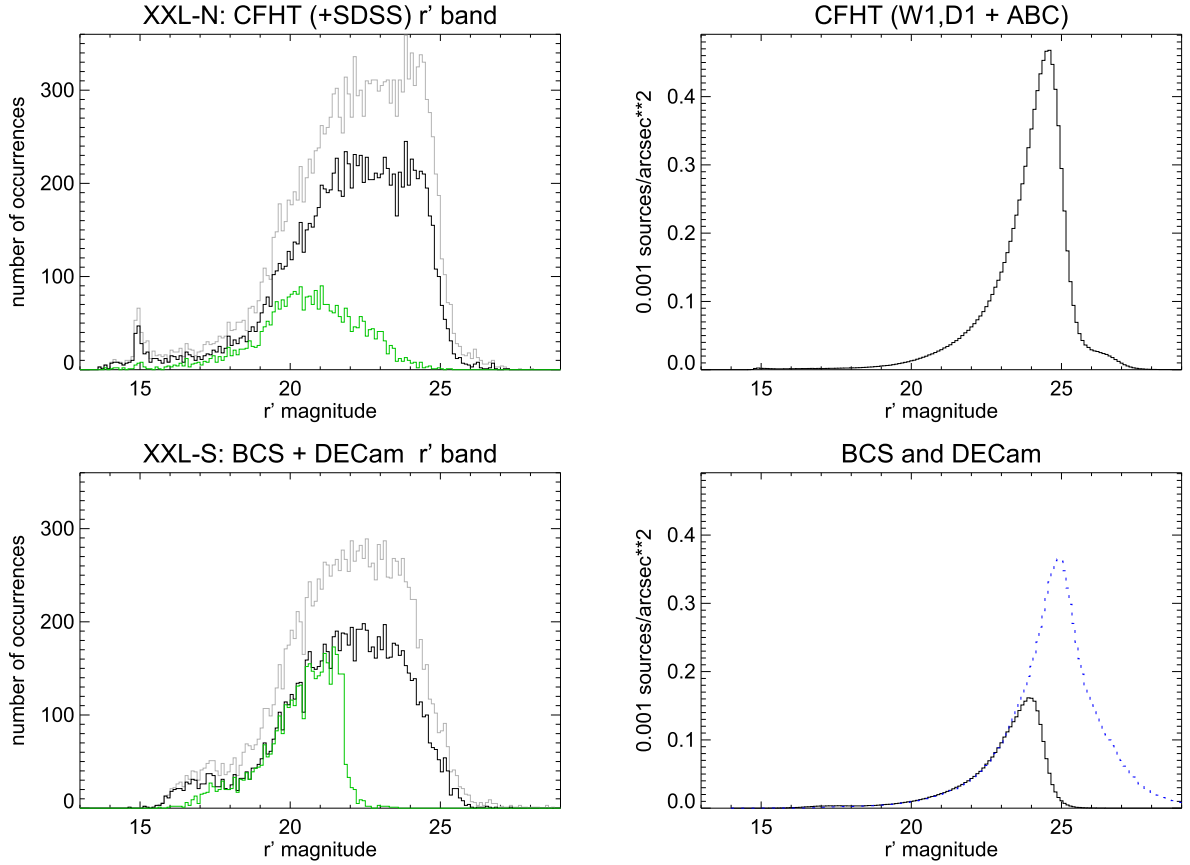 XXL-N: CFHT (+SDSS) r’ band
number of occurrences
300
200
100
0
15 20 25
r’ magnitude
CFHT (W1,D1 + ABC)
0.001 sources/arcsec**2
0.4
0.3
0.2
0.1
0.0
15 20 25
r’ magnitude
XXL-S: BCS + DECam r’ band
number of occurrences
300
200
100
0
15 20 25
r’ magnitude
BCS and DECam
0.001 sources/arcsec**2
0.4
0.3
0.2
0.1
0.0
15 20 25
r’ magnitude